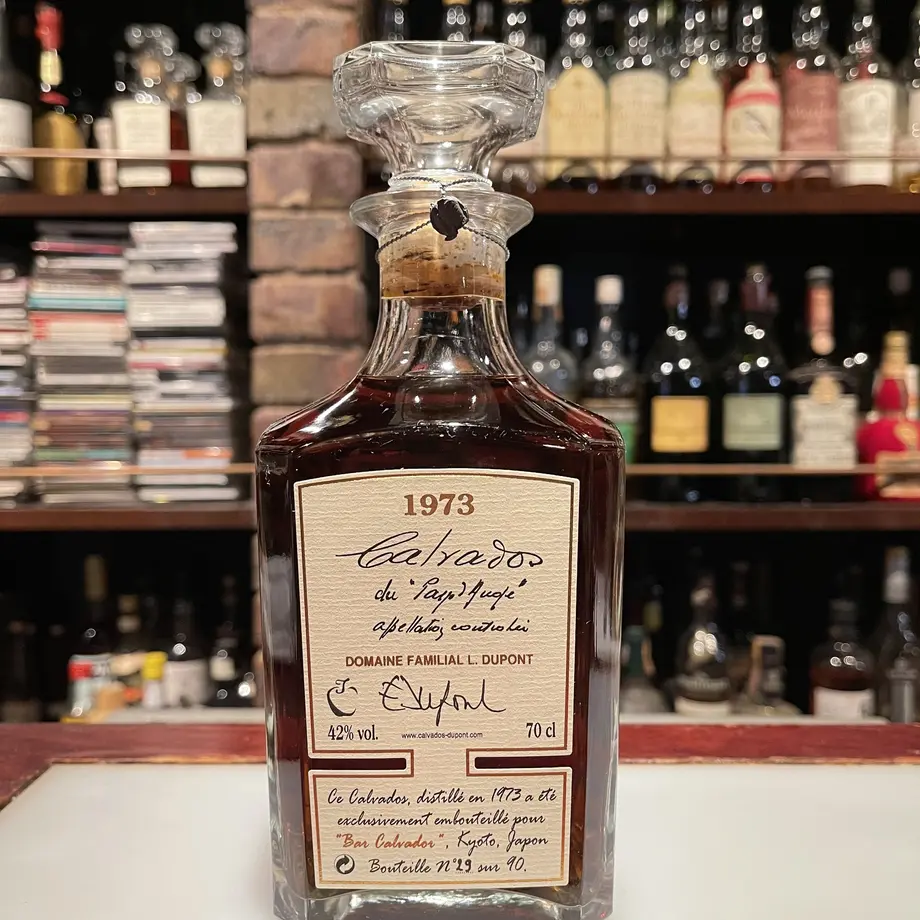 1973
Calvados
du "Pays d'Auge"
appellation contrôlée
DOMAINE FAMILIAL L. DUPONT
E Dupont
42% vol.
www.calvados-dupont.com
70 cl
Ce Calvados, distillé en 1973 a été
exclusivement embouteillé pour
"Bar Calvador", Kyoto, Japon
Bouteille N°29 sur 90.